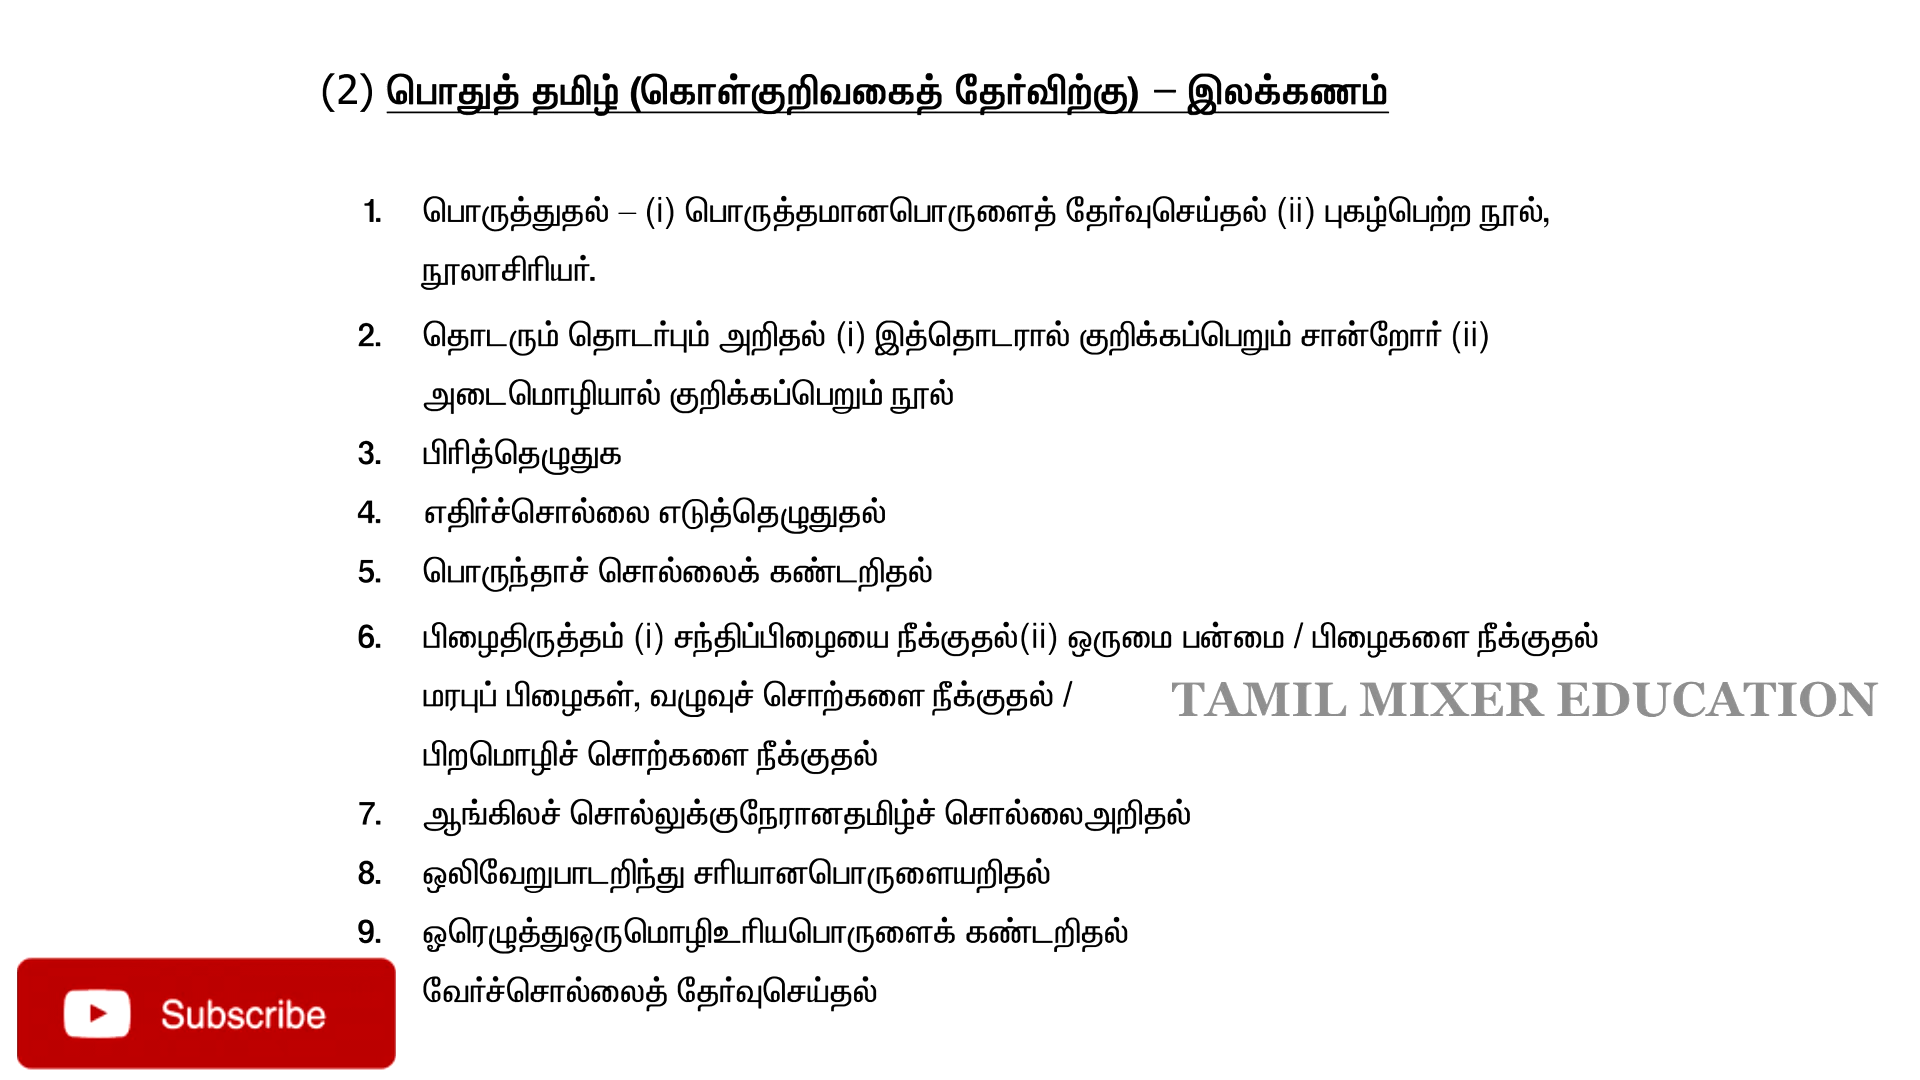 (2) பொதுத் தமிழ் (கொள்குறிவகைத் தேர்விற்கு) – இலக்கணம்
1. பொருத்துதல் – (i) பொருத்தமானபொருளைத் தேர்வுசெய்தல் (ii) புகழ்பெற்ற நூல்,
நூலாசிரியர்.
2. தொடரும் தொடர்பும் அறிதல் (i) இத்தொடரால் குறிக்கப்பெறும் சான்றோர் (ii)
அடைமொழியால் குறிக்கப்பெறும் நூல்
3. பிரித்தெழுதுக
4. எதிர்ச்சொல்லை எடுத்தெழுதுதல்
5. பொருந்தாச் சொல்லைக் கண்டறிதல்
6. பிழைதிருத்தம் (i) சந்திப்பிழையை நீக்குதல்(ii) ஒருமை பன்மை / பிழைகளை நீக்குதல்
மரபுப் பிழைகள், வழுவுச் சொற்களை நீக்குதல் /
TAMIL MIXER EDUCATION
பிறமொழிச் சொற்களை நீக்குதல்
7. ஆங்கிலச் சொல்லுக்குநேரானதமிழ்ச் சொல்லைஅறிதல்
8. ஒலிவேறுபாடறிந்து சரியானபொருளையறிதல்
9. ஓரெழுத்துஒருமொழிஉரியபொருளைக் கண்டறிதல்
வேர்ச்சொல்லைத் தேர்வுசெய்தல்
Subscribe